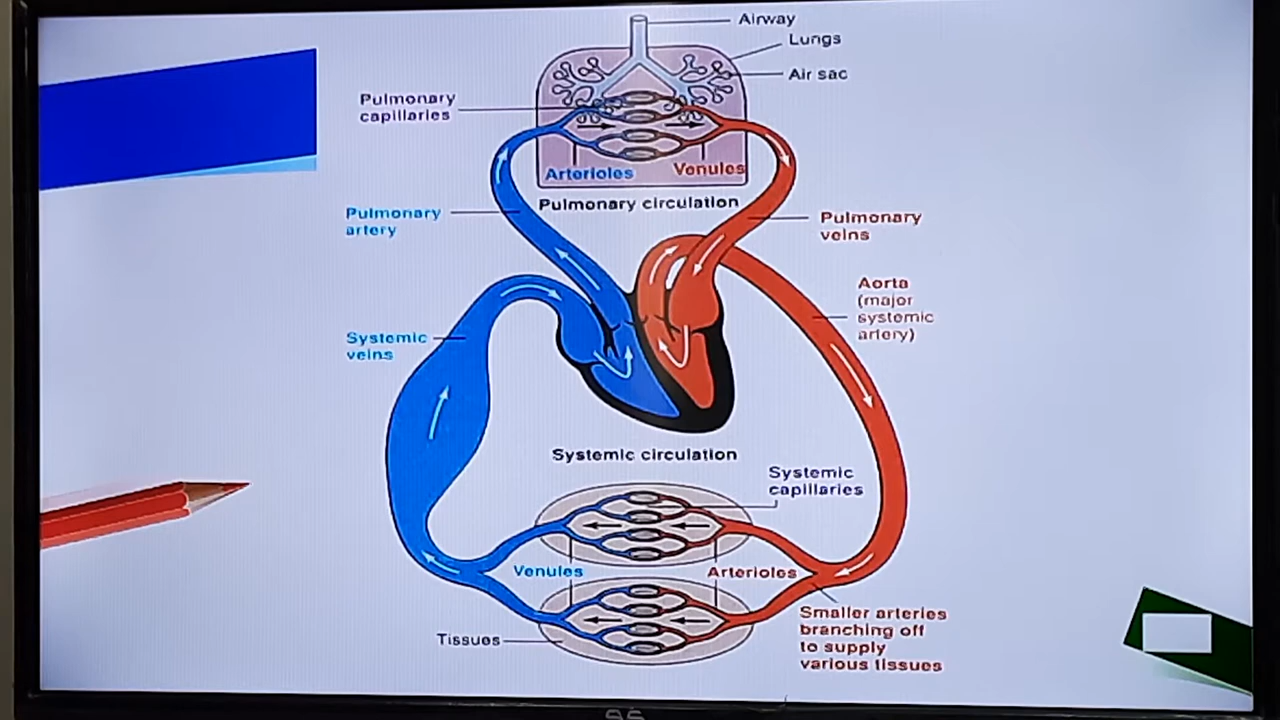 Airway
Lungs
Air sac
Pulmonary
capillaries
Arterioles
Venules
Pulmonary circulation
Pulmonary
artery
Pulmonary
veins
Aorta
(major
systemic
artery)
Systemic
veins
Systemic circulation
Systemic
capillaries
Venules
Arterioles
Smaller arteries
branching off
to supply
various tissues
Tissues